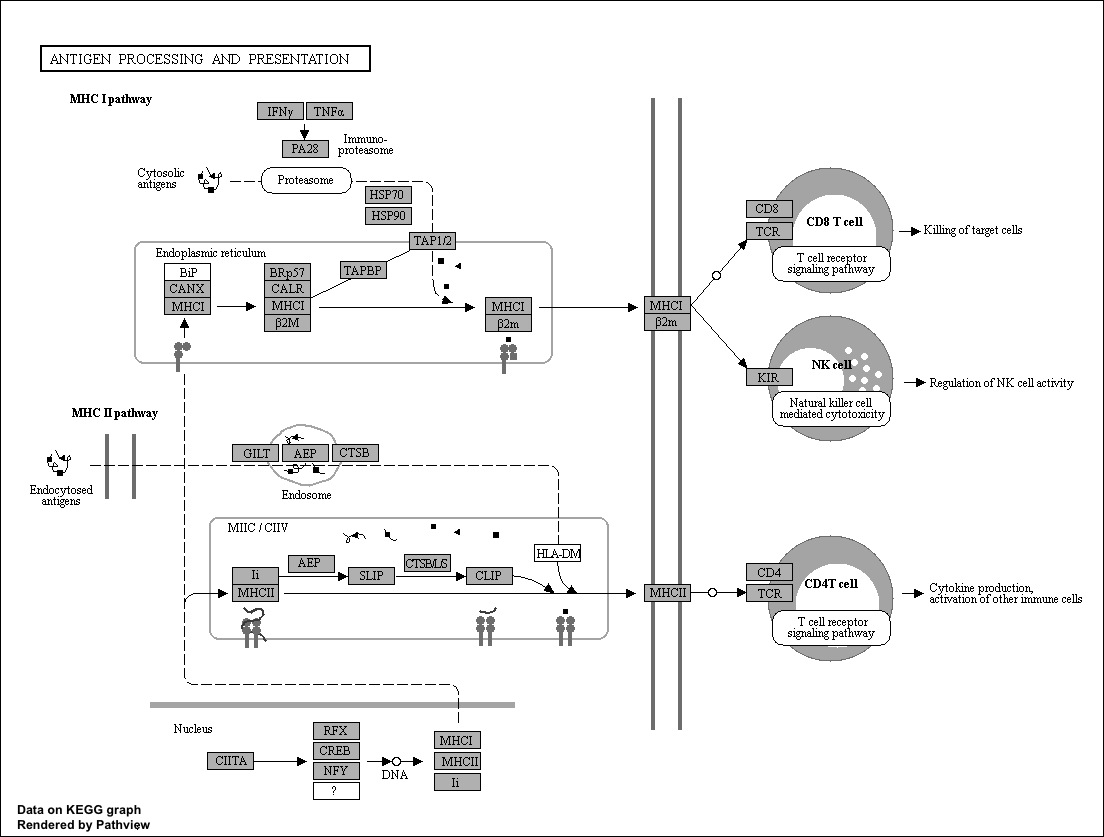 ANTIGEN PROCESSING AND PRESENTATION
MHC I pathway
IFNγ
TNFα
PA28
Immuno-
proteasome
Cytosolic
antigens
Proteasome
HSP70
HSP90
TAP1/2
Endoplasmic reticulum
BiP
CANX
MHCI
BRp57
CALR
MHCI
β2M
TAPBP
MHCI
β2m
MHCI
β2m
CD8
TCR
CD8 T cell
T cell receptor
signaling pathway
Killing of target cells
KIR
NK cell
Natural killer cell
mediated cytotoxicity
Regulation of NK cell activity
MHC II pathway
Endocytosed
antigens
GILT
AEP
CTSB
Endosome
MIIC / CIIV
HLA-DM
Ii
MHCII
AEP
SLIP
CTSB/L/S
CLIP
MHCII
CD4
TCR
CD4T cell
T cell receptor
signaling pathway
Cytokine production,
activation of other immune cells
Nucleus
CIITA
RFX
CREB
NFY
?
DNA
MHCI
MHCII
Ii
Data on KEGG graph
Rendered by Pathview